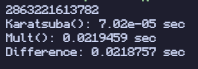 2863221613782
Karatsuba(): 7.02e-05 sec
Mult(): 0.0219459 sec
Difference: 0.0218757 sec